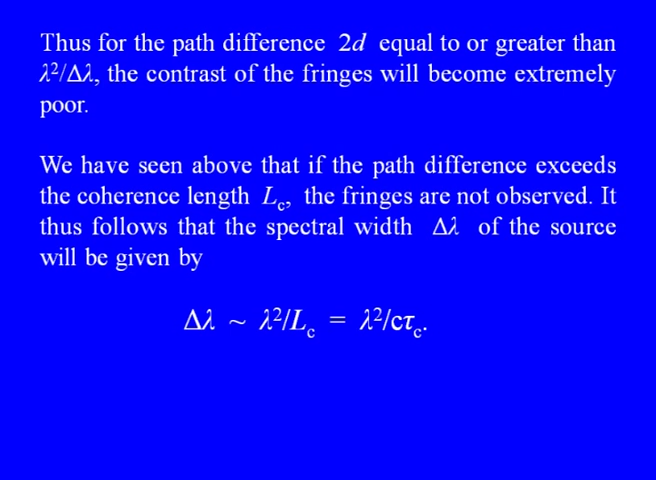 Thus for the path difference 2d equal to or greater than
λ²/Δλ, the contrast of the fringes will become extremely
poor.
We have seen above that if the path difference exceeds
the coherence length Lc, the fringes are not observed. It
thus follows that the spectral width Δλ of the source
will be given by
Δλ ~ λ²/Lc = λ²/cτc.